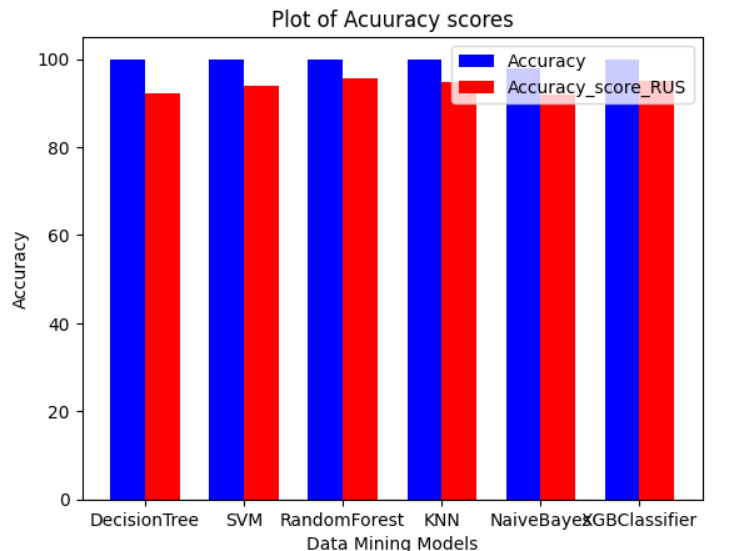 Plot of Acuuracy scores
Accuracy
Accuracy_score_RUS
100
80
60
40
20
0
Accuracy
DecisionTree SVM RandomForest KNN NaiveBayes XGBClassifier
Data Mining Models